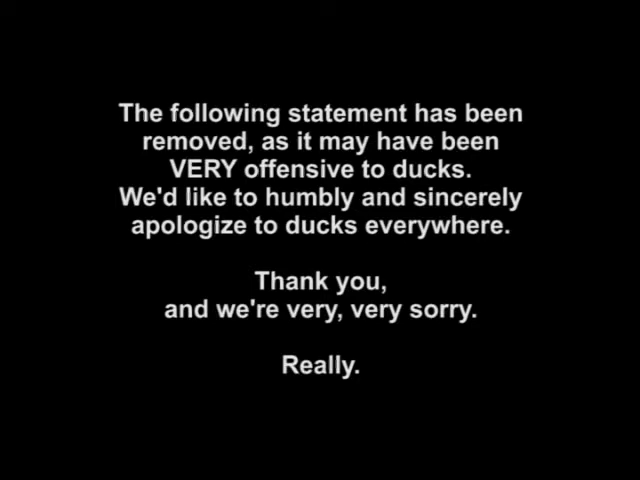 The following statement has been
removed, as it may have been
VERY offensive to ducks.
We'd like to humbly and sincerely
apologize to ducks everywhere.
Thank you,
and we're very, very sorry.
Really.